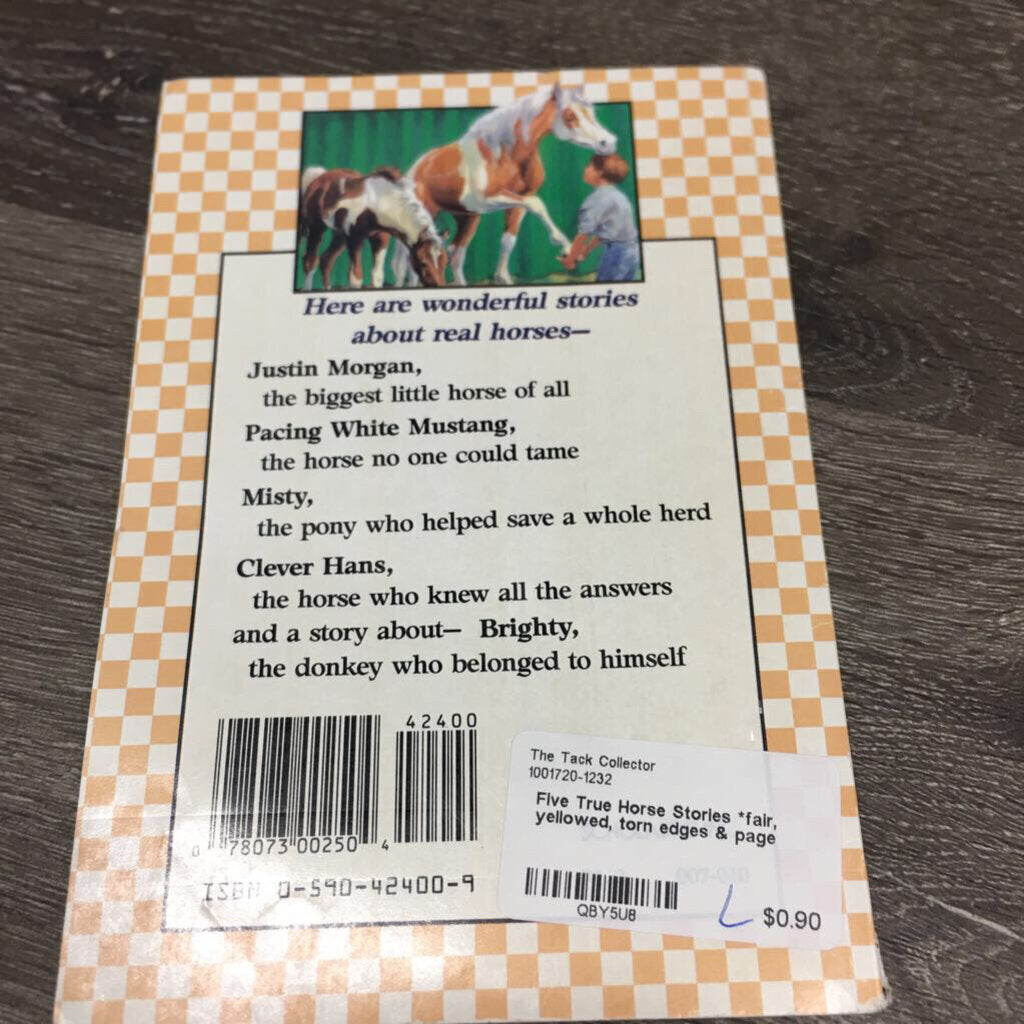 Here are wonderful stories
about real horses—
Justin Morgan,
the biggest little horse of all
Pacing White Mustang,
the horse no one could tame
Misty,
the pony who helped save a whole herd
Clever Hans,
the horse who knew all the answers
and a story about— Brighty,
the donkey who belonged to himself
42400
0 78073 00250 4
ISBN 0-590-42400-9
The Tack Collector
1001720-1232
Five True Horse Stories *fair,
yellowed, torn edges & page
QBY5U8
$0.90